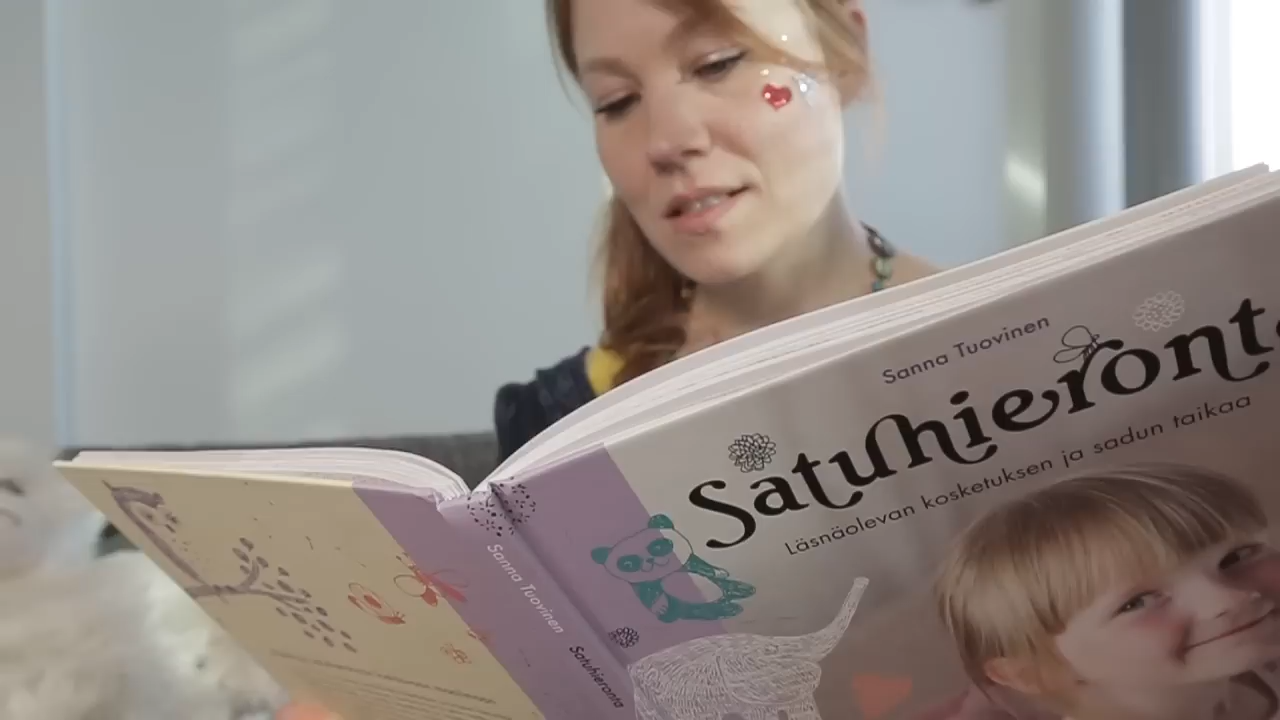 Sanna Tuovinen
Satuhieronta
Läsnäolevan kosketuksen ja sadun taikaa
Sanna Tuovinen Satuhieronta